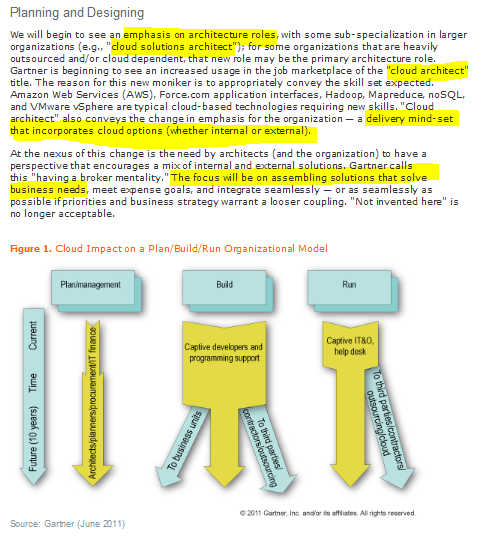 Planning and Designing
We will begin to see an emphasis on architecture roles, with some sub-specialization in larger
organizations (e.g., "cloud solutions architect"); for some organizations that are heavily
outsourced and/or cloud dependent, that new role may be the primary architecture role.
Gartner is beginning to see an increased usage in the job marketplace of the "cloud architect"
title. The reason for this new moniker is to appropriately convey the skill set expected.
Amazon Web Services (AWS), Force.com application interfaces, Hadoop, Mapreduce, noSQL,
and VMware vSphere are typical cloud-based technologies requiring new skills. "Cloud
architect" also conveys the change in emphasis for the organization — a delivery mind-set
that incorporates cloud options (whether internal or external).
At the nexus of this change is the need by architects (and the organization) to have a
perspective that encourages a mix of internal and external solutions. Gartner calls
this "having a broker mentality." The focus will be on assembling solutions that solve
business needs, meet expense goals, and integrate seamlessly — or as seamlessly as
possible if priorities and business strategy warrant a looser coupling. "Not invented here" is
no longer acceptable.
Figure 1. Cloud Impact on a Plan/Build/Run Organizational Model
Plan/management
Build
Run
Current
Time
Future (10 years)
Architects/planners/procurement/IT finance
Captive developers and
programming support
To business units
To third parties/
contractors/outsourcing
Captive IT&O,
help desk
To third parties/contractors/
outsourcing/cloud
© 2011 Gartner, Inc. and/or its affiliates. All rights reserved.
Source: Gartner (June 2011)